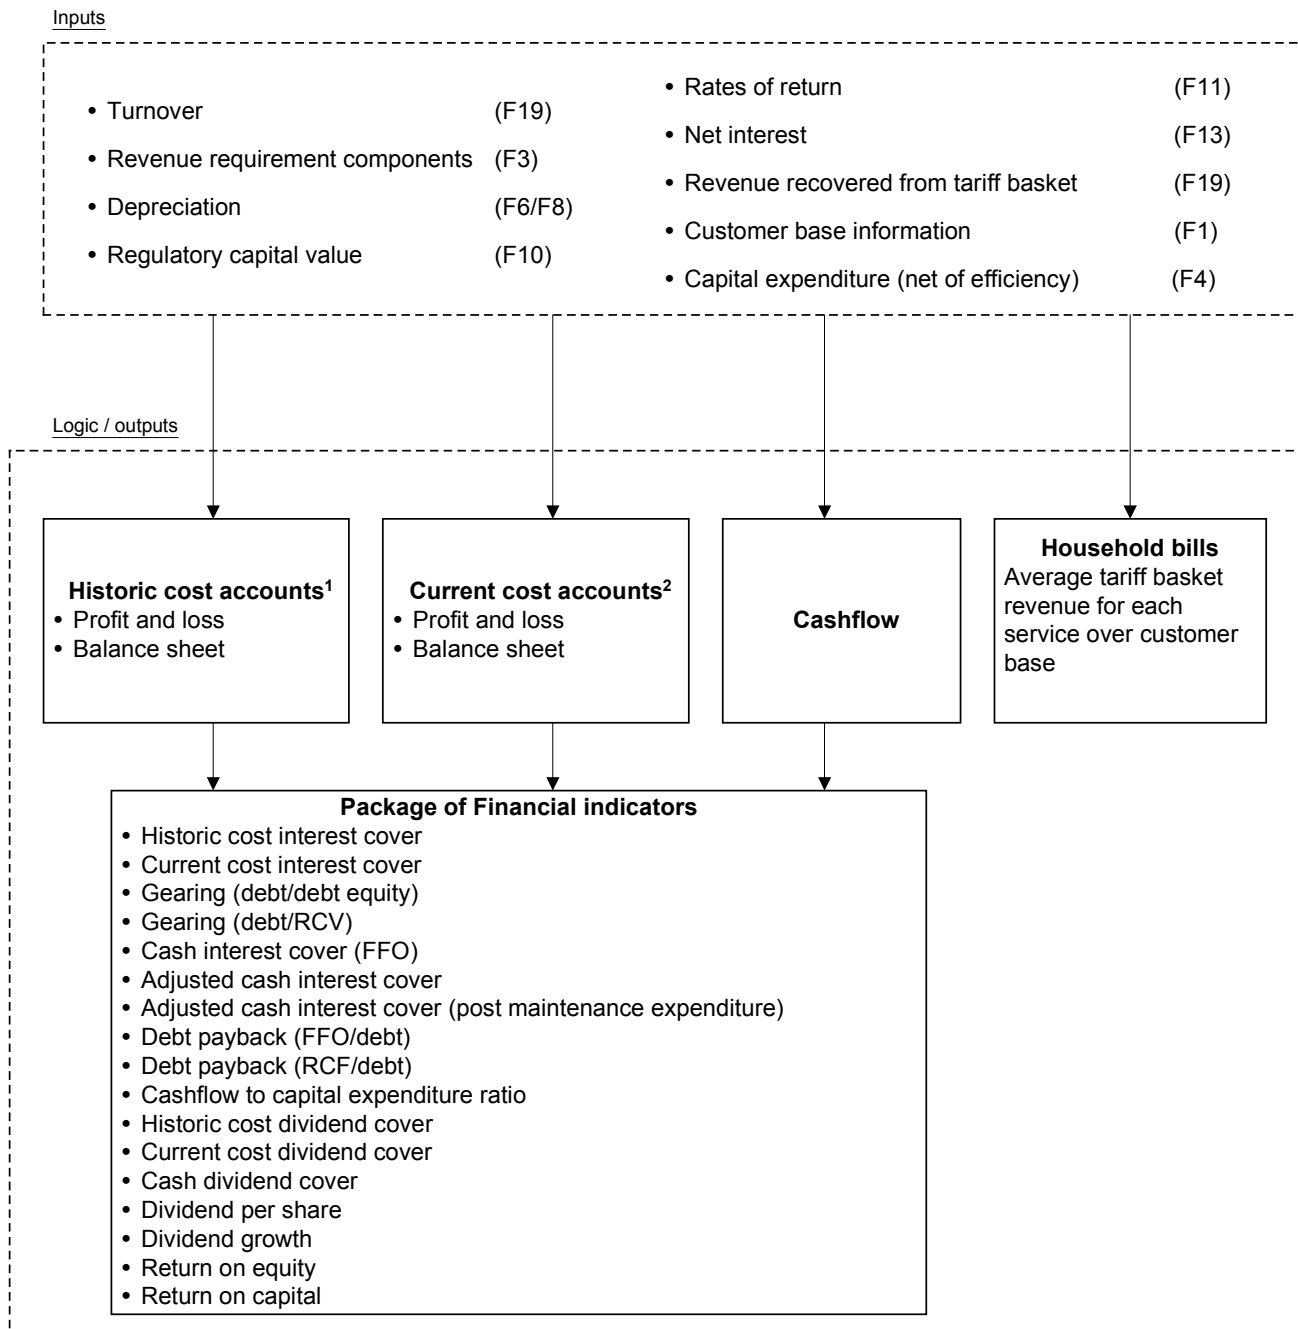 Inputs
• Turnover (F19)
• Revenue requirement components (F3)
• Depreciation (F6/F8)
• Regulatory capital value (F10)
• Rates of return (F11)
• Net interest (F13)
• Revenue recovered from tariff basket (F19)
• Customer base information (F1)
• Capital expenditure (net of efficiency) (F4)
Logic / outputs
Historic cost accounts¹
• Profit and loss
• Balance sheet
Current cost accounts²
• Profit and loss
• Balance sheet
Cashflow
Household bills
Average tariff basket
revenue for each
service over customer
base
Package of Financial indicators
• Historic cost interest cover
• Current cost interest cover
• Gearing (debt/debt equity)
• Gearing (debt/RCV)
• Cash interest cover (FFO)
• Adjusted cash interest cover
• Adjusted cash interest cover (post maintenance expenditure)
• Debt payback (FFO/debt)
• Debt payback (RCF/debt)
• Cashflow to capital expenditure ratio
• Historic cost dividend cover
• Current cost dividend cover
• Cash dividend cover
• Dividend per share
• Dividend growth
• Return on equity
• Return on capital